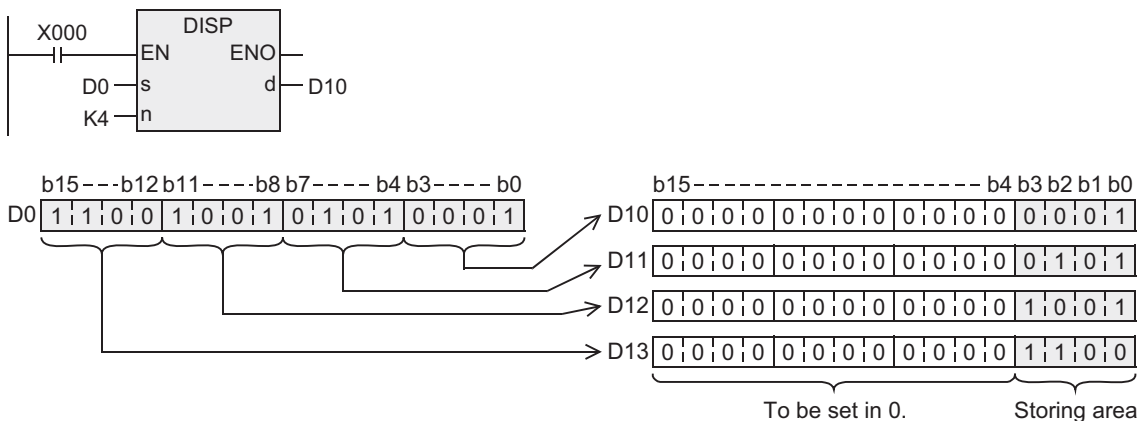 X000
DISP
EN ENO
D0 s d D10
K4 n
b15---b12 b11----b8 b7----b4 b3----b0
D0 1 1 0 0 1 0 0 1 0 1 0 1 0 0 0 1
b15------------------------b4 b3 b2 b1 b0
D10 0 0 0 0 0 0 0 0 0 0 0 0 0 0 0 1
D11 0 0 0 0 0 0 0 0 0 0 0 0 0 1 0 1
D12 0 0 0 0 0 0 0 0 0 0 0 0 1 0 0 1
D13 0 0 0 0 0 0 0 0 0 0 0 0 1 1 0 0
To be set in 0. Storing area